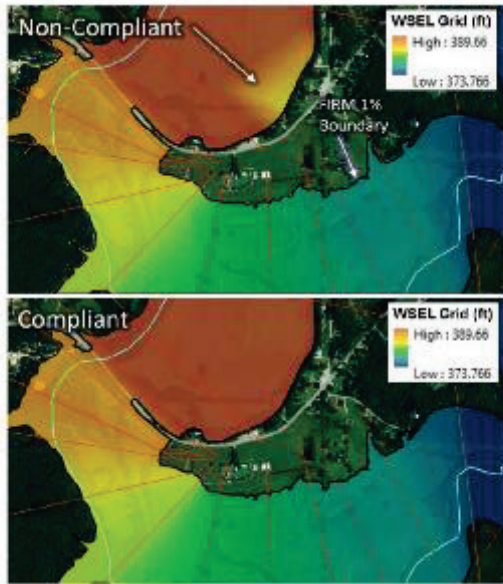 Non-Compliant
WSEL Grid (ft)
High : 389.66
Low : 373.766
FIRM 1%
Boundary
Compliant
WSEL Grid (ft)
High : 389.66
Low : 373.766